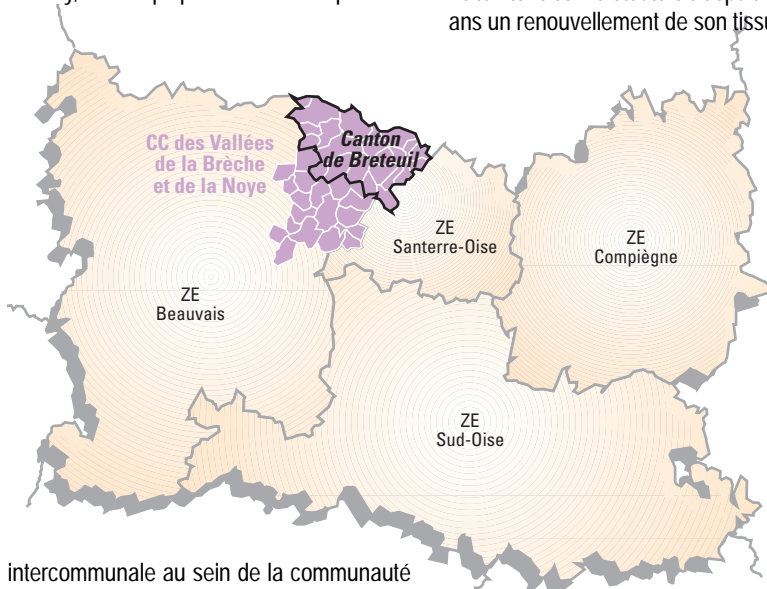 ans un renouvellement de son tissu
CC des Vallées
de la Brèche
et de la Noye
Canton
de Breteuil
ZE
Santerre-Oise
ZE
Compiègne
ZE
Beauvais
ZE
Sud-Oise
intercommunale au sein de la communauté